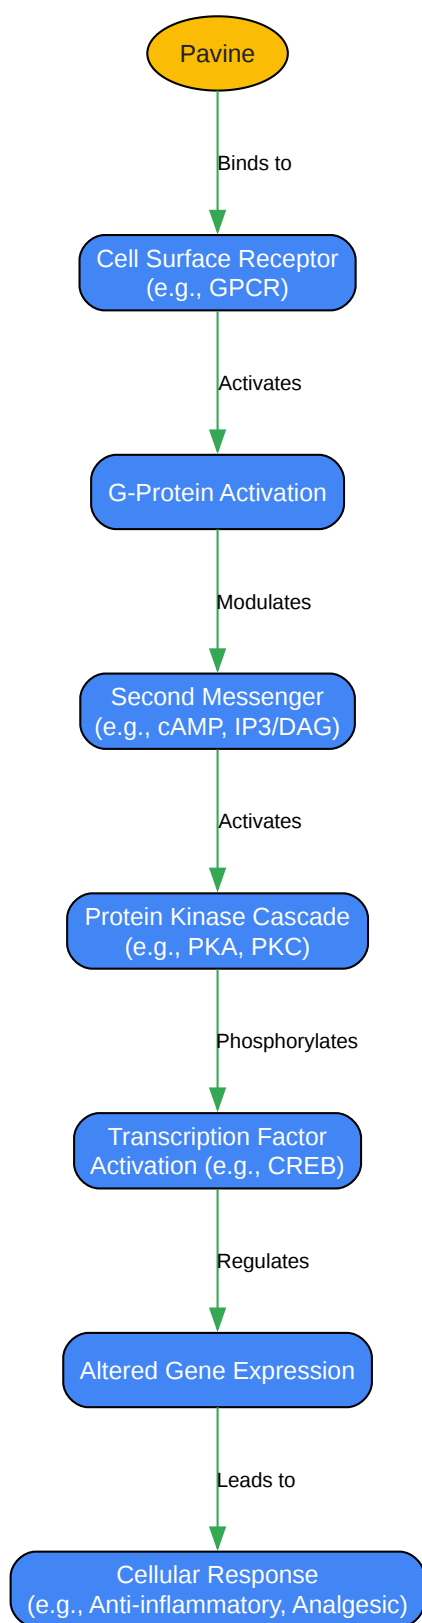 Pavine
Binds to
Cell Surface Receptor
(e.g., GPCR)
Activates
G-Protein Activation
Modulates
Second Messenger
(e.g., cAMP, IP3/DAG)
Activates
Protein Kinase Cascade
(e.g., PKA, PKC)
Phosphorylates
Transcription Factor
Activation (e.g., CREB)
Regulates
Altered Gene Expression
Leads to
Cellular Response
(e.g., Anti-inflammatory, Analgesic)